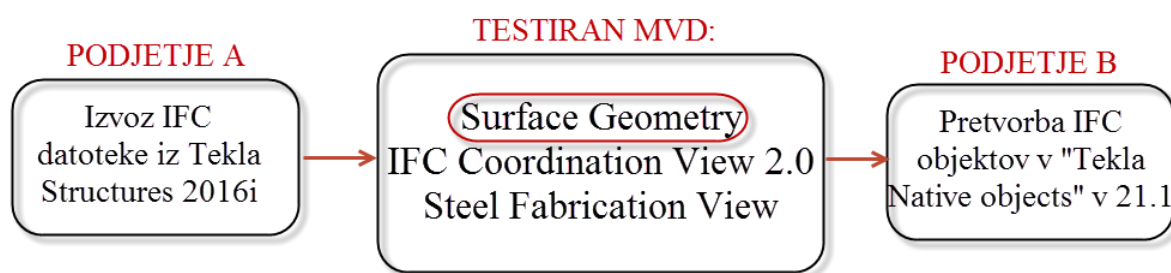 PODJETJE A
Izvoz IFC
datoteke iz Tekla
Structures 2016i
TESTIRAN MVD:
Surface Geometry
IFC Coordination View 2.0
Steel Fabrication View
PODJETJE B
Pretvorba IFC
objektov v "Tekla
Native objects" v 21.1